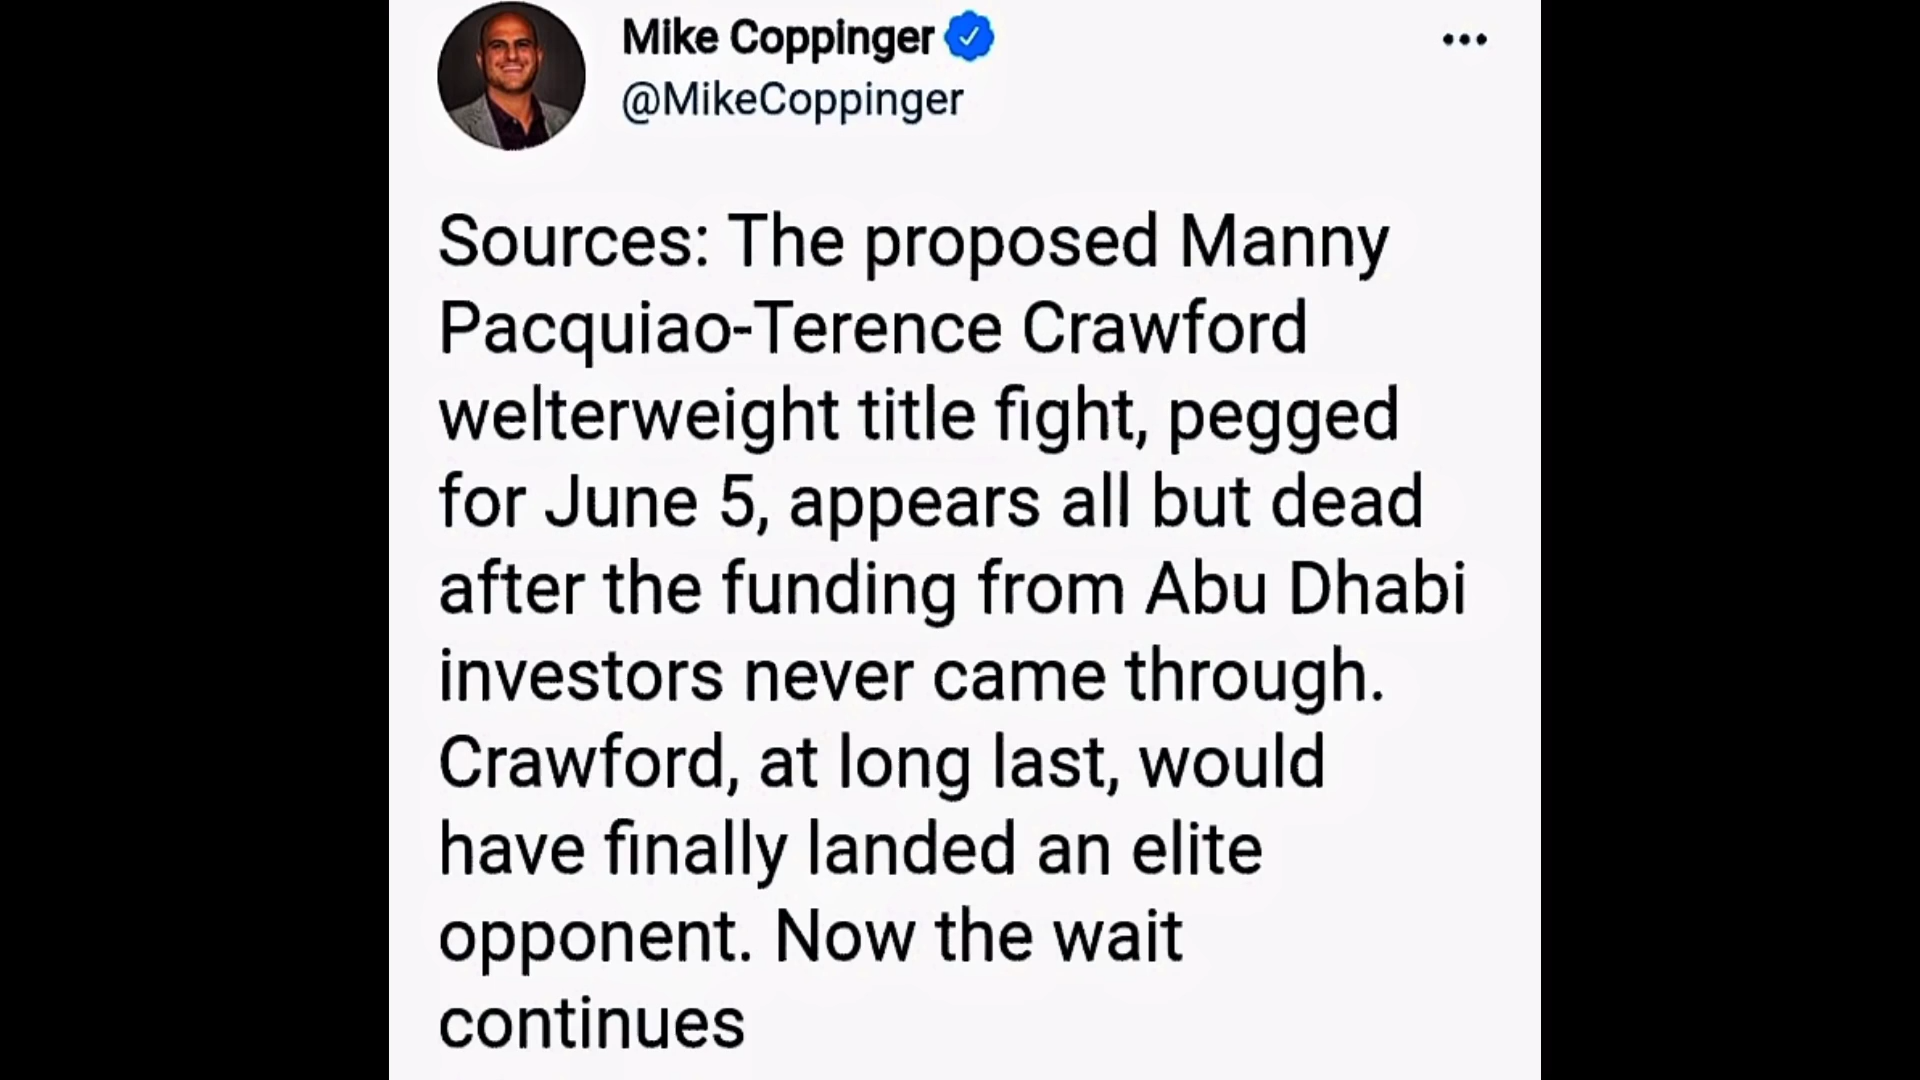 Mike Coppinger
@MikeCoppinger
Sources: The proposed Manny
Pacquiao-Terence Crawford
welterweight title fight, pegged
for June 5, appears all but dead
after the funding from Abu Dhabi
investors never came through.
Crawford, at long last, would
have finally landed an elite
opponent. Now the wait
continues